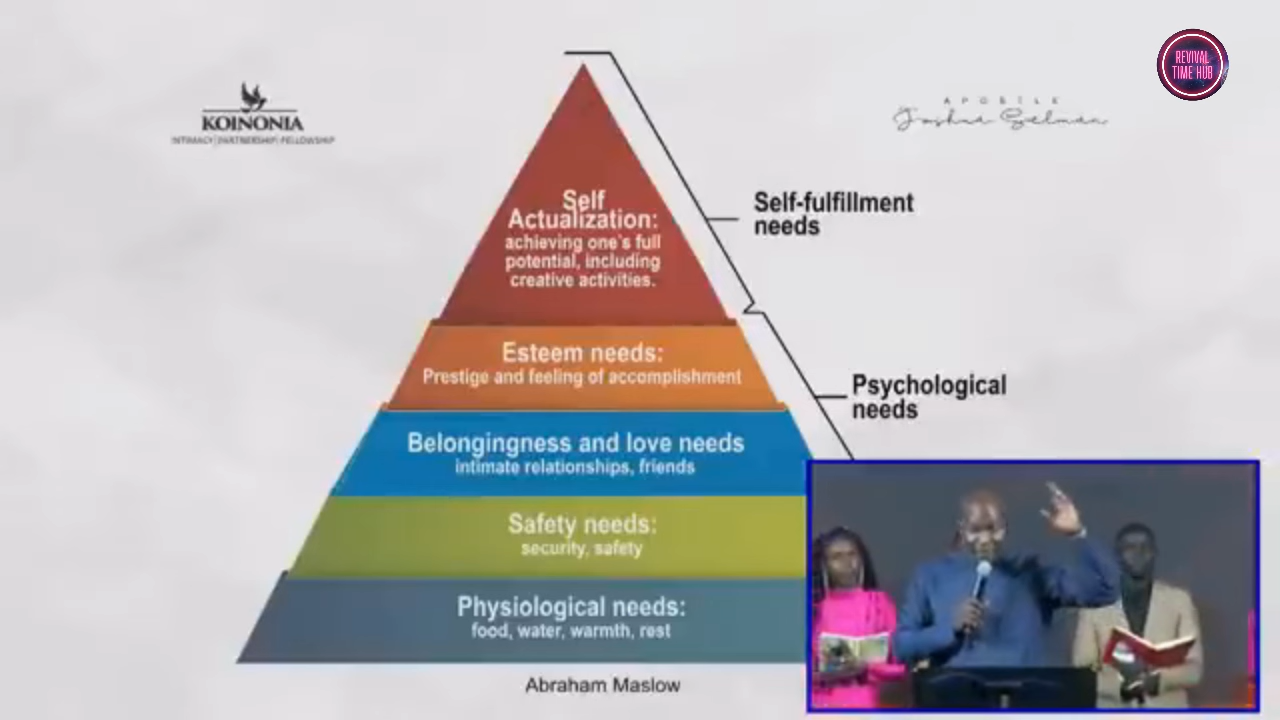 REVIVAL
TIME HUB
KOINONIA
INTIMACY|PARTNERSHIP|FELLOWSHIP
APOSTLE
Joshua Selman
Self
Actualization:
achieving one's full
potential, including
creative activities.
Self-fulfillment
needs
Esteem needs:
Prestige and feeling of accomplishment
Psychological
needs
Belongingness and love needs
intimate relationships, friends
Safety needs:
security, safety
Physiological needs:
food, water, warmth, rest
Abraham Maslow